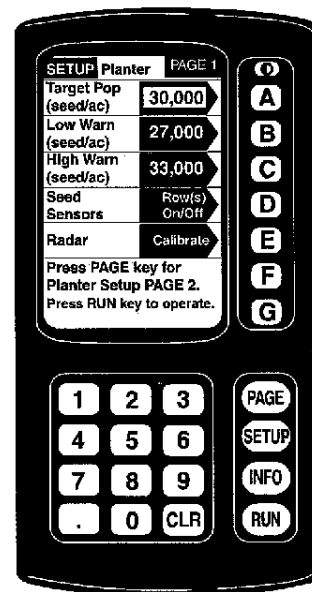 SETUP Planter PAGE 1
Target Pop
(seed/ac) 30,000
Low Warn
(seed/ac) 27,000
High Warn
(seed/ac) 33,000
Seed Row(s)
Sensors On/Off
Radar Calibrate
Press PAGE key for
Planter Setup PAGE 2.
Press RUN key to operate.
A
B
C
D
E
F
G
1 2 3 PAGE
4 5 6 SETUP
7 8 9 INFO
. 0 CLR RUN